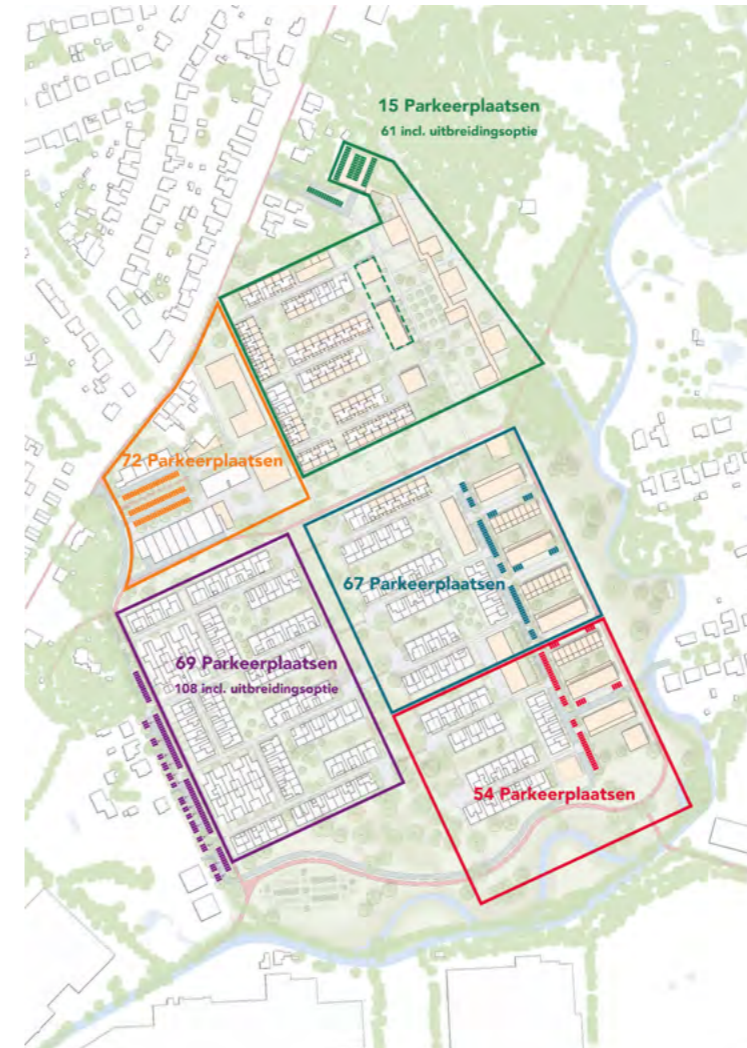 15 Parkeerplaatsen
61 incl. uitbreidingsoptie
72 Parkeerplaatsen
67 Parkeerplaatsen
69 Parkeerplaatsen
108 incl. uitbreidingsoptie
54 Parkeerplaatsen